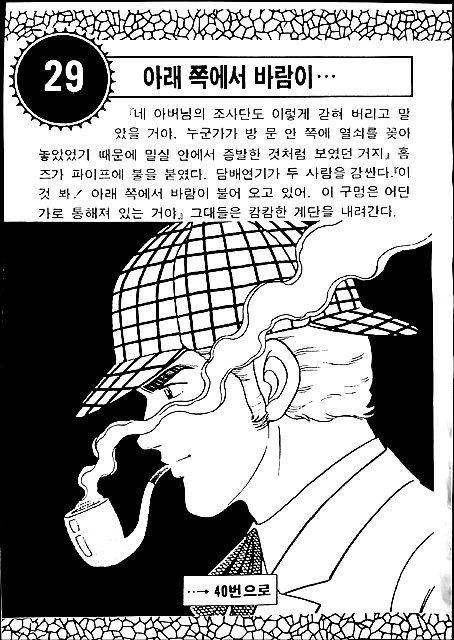 29
아래 쪽에서 바람이…
『네 아버님의 조사단도 이렇게 갇혀 버리고 말
았을 거야. 누군가가 방 문 안 쪽에 열쇠를 꽂아
놓았었기 때문에 밀실 안에서 증발한 것처럼 보였던 거지』 홈
즈가 파이프에 불을 붙였다. 담배연기가 두 사람을 감싼다.『이
것 봐! 아래 쪽에서 바람이 불어 오고 있어. 이 구멍은 어딘
가로 통해져 있는 거야』 그대들은 캄캄한 계단을 내려간다.
…→ 40번으로